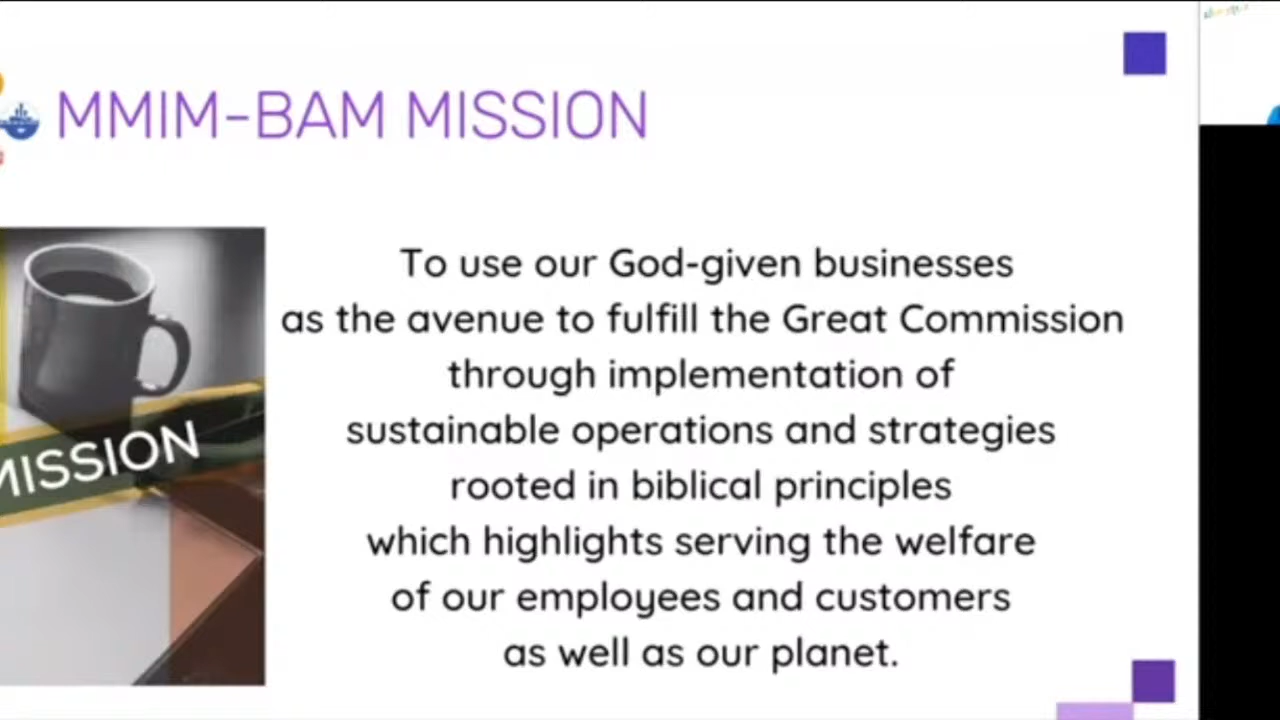 MMIM-BAM MISSION
MISSION
To use our God-given businesses
as the avenue to fulfill the Great Commission
through implementation of
sustainable operations and strategies
rooted in biblical principles
which highlights serving the welfare
of our employees and customers
as well as our planet.